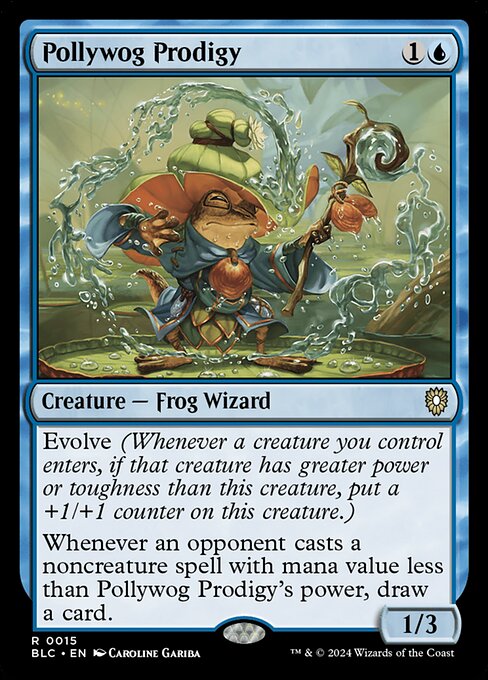 Pollywog Prodigy 1
Creature — Frog Wizard
Evolve (Whenever a creature you control
enters, if that creature has greater power
or toughness than this creature, put a
+1/+1 counter on this creature.)
Whenever an opponent casts a
noncreature spell with mana value less
than Pollywog Prodigy's power, draw
a card.
1/3
R 0015
BLC • EN Caroline Gariba
™ & © 2024 Wizards of the Coast